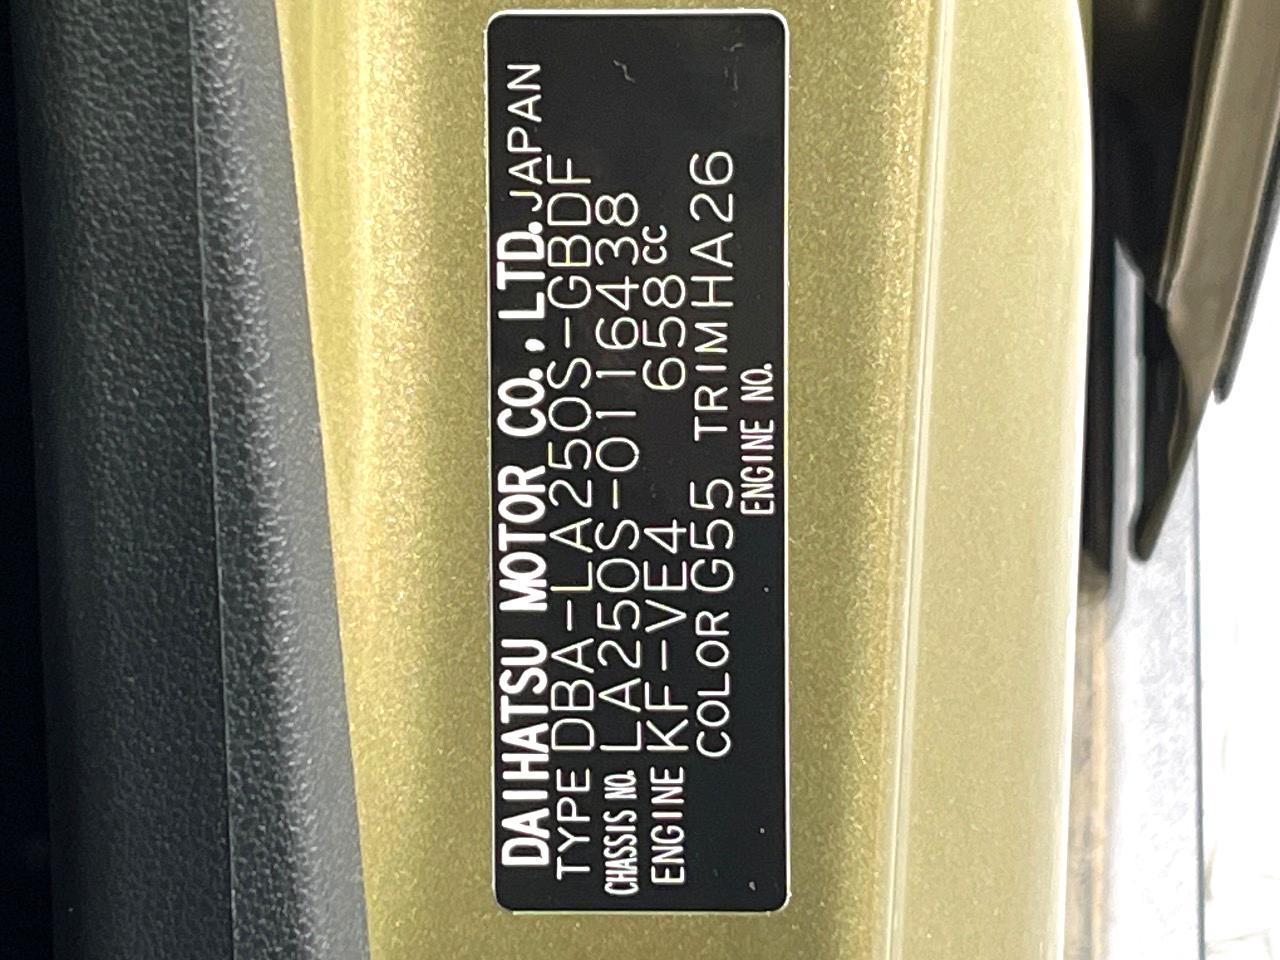 DAIHATSU MOTOR CO., LTD. JAPAN
TYPE DBA-LA250S-GBDF
CHASSIS NO. LA250S-0116438
ENGINE KF-VE4 658cc
COLOR G55 TRIM HA26
ENGINE NO.